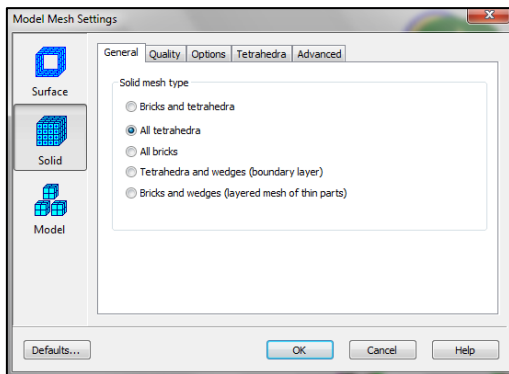 Model Mesh Settings
General Quality Options Tetrahedra Advanced
Surface
Solid
Model
Solid mesh type
Bricks and tetrahedra
All tetrahedra
All bricks
Tetrahedra and wedges (boundary layer)
Bricks and wedges (layered mesh of thin parts)
Defaults... OK Cancel Help